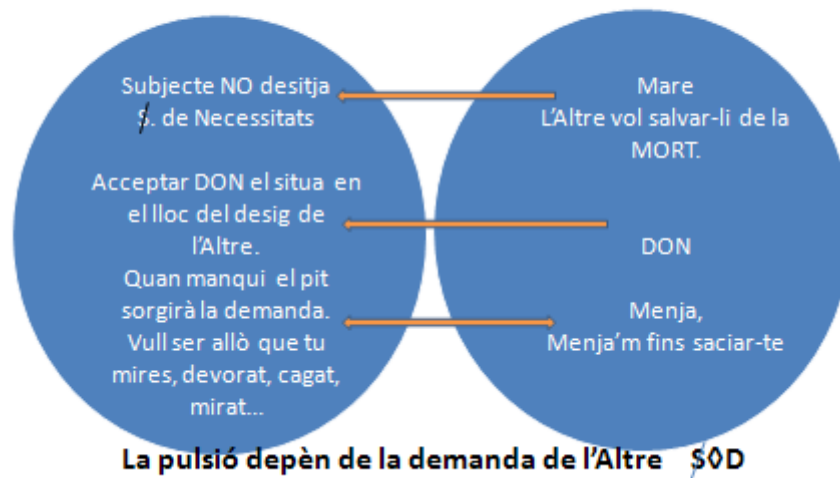 Subjecte NO desitja
$. de Necessitats
Acceptar DON el situa en
el lloc del desig de
l'Altre.
Quan manqui el pit
sorgirà la demanda.
Vull ser allò que tu
mires, devorat, cagat,
mirat...
Mare
L'Altre vol salvar-li de la
MORT.
DON
Menja,
Menja'm fins saciar-te
La pulsió depèn de la demanda de l'Altre $◊D